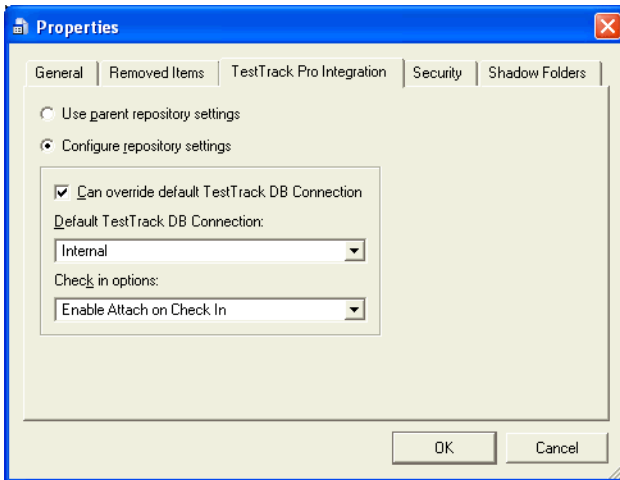 Properties
General Removed Items TestTrack Pro Integration Security Shadow Folders
Use parent repository settings
Configure repository settings
Can override default TestTrack DB Connection
Default TestTrack DB Connection:
Internal
Check in options:
Enable Attach on Check In
OK Cancel